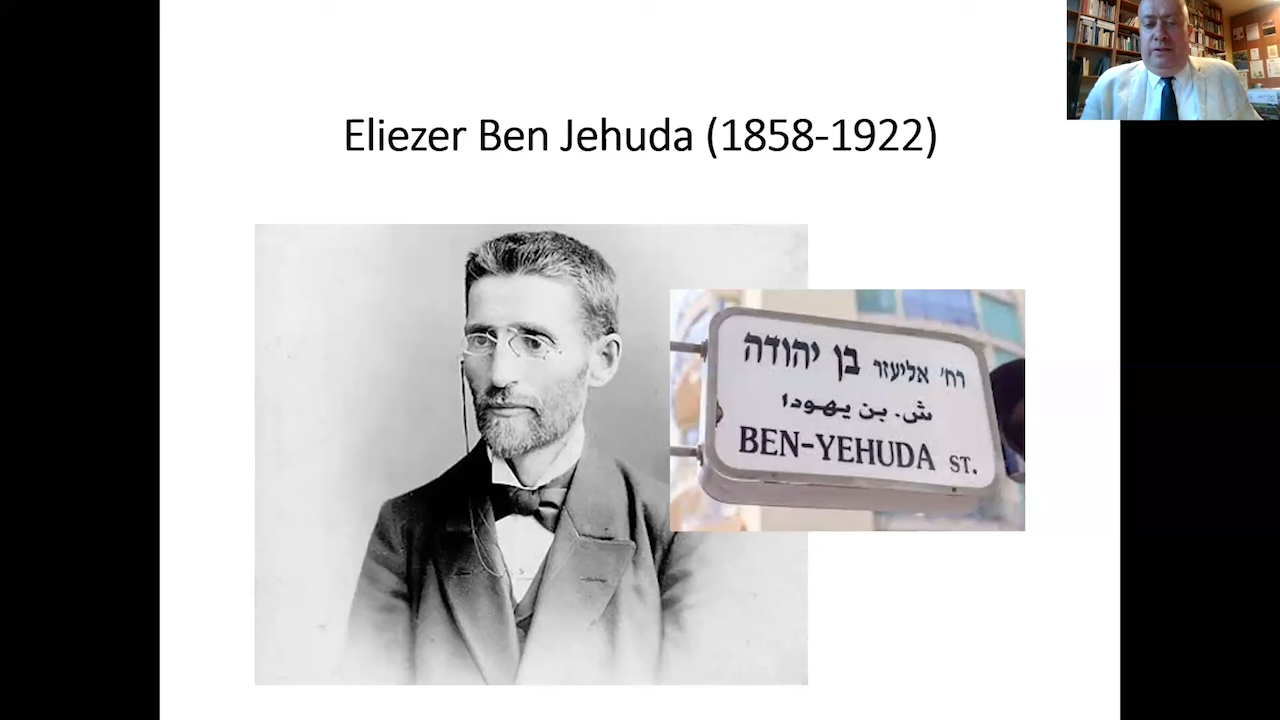 Eliezer Ben Jehuda (1858-1922)
רח' אליעזר בן יהודה
ش. بن يهودا
BEN-YEHUDA ST.